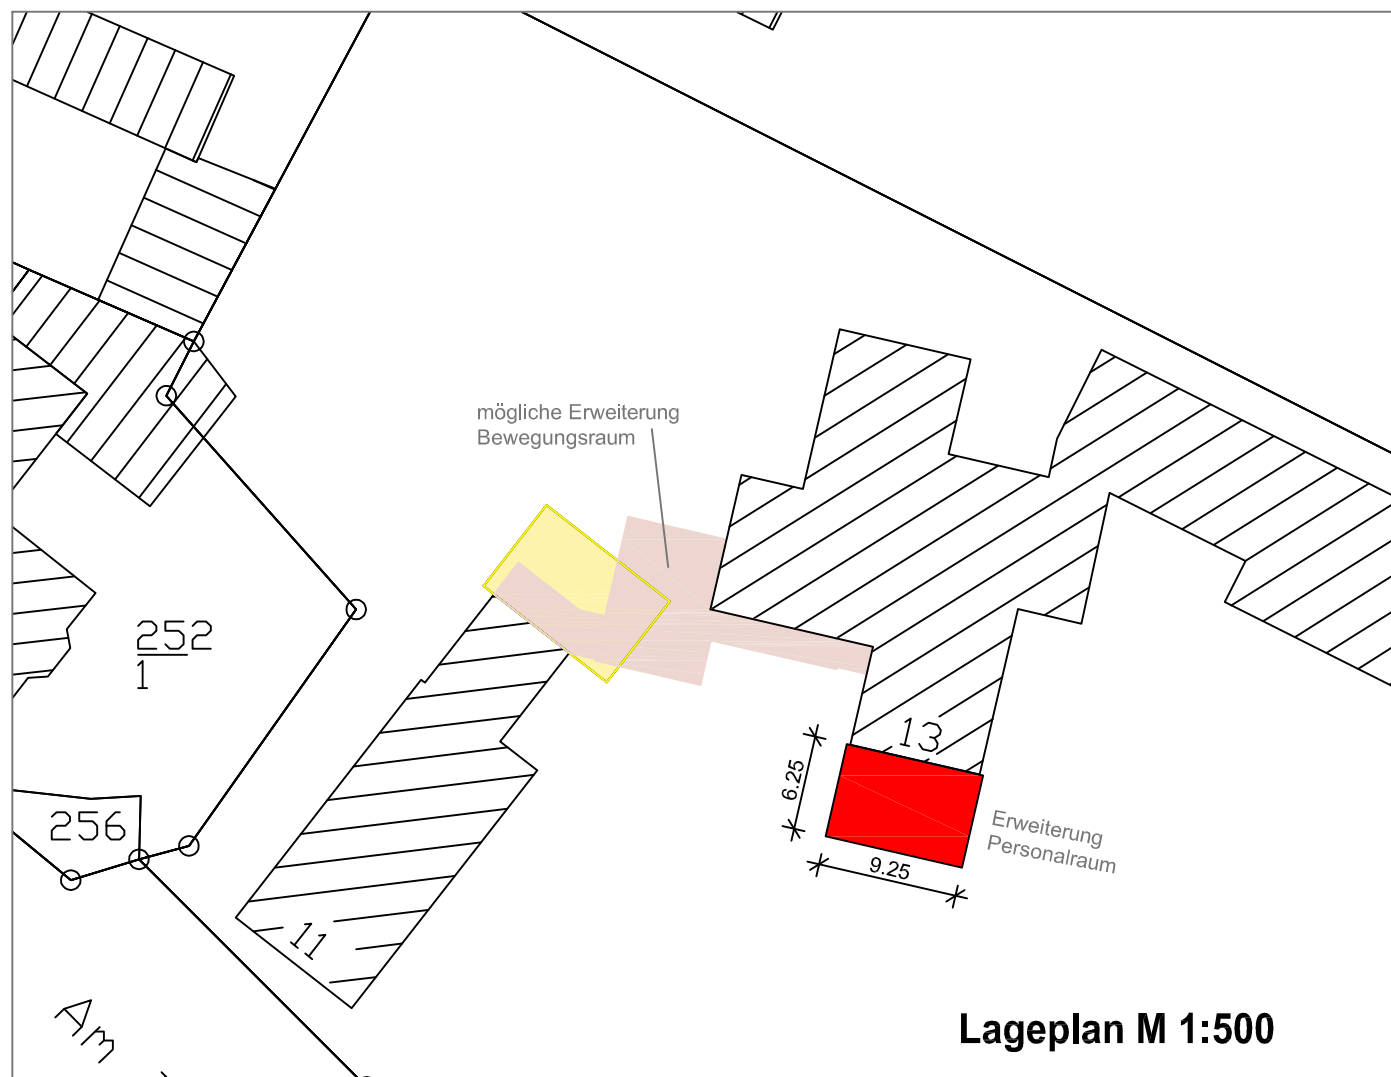 mögliche Erweiterung
Bewegungsraum
252
1
13
6.25
256
Erweiterung
Personalraum
9.25
11
Am
Lageplan M 1:500